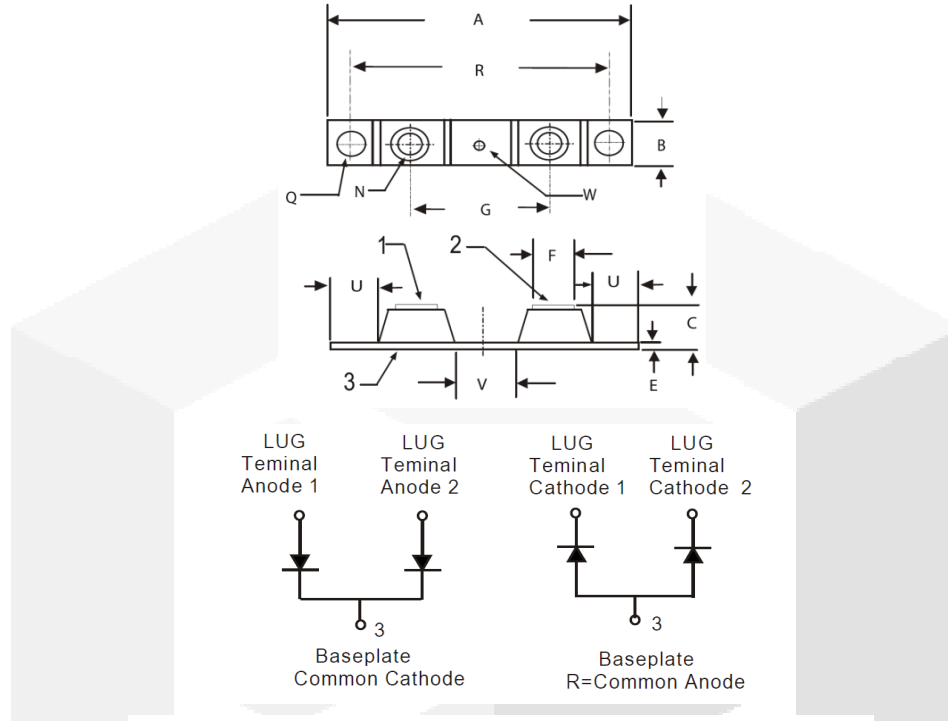 A
R
B
Q
N
G
W
1
2
F
U
U
C
3
V
E
LUG
Teminal
Anode 1
LUG
Teminal
Anode 2
LUG
Teminal
Cathode 1
LUG
Teminal
Cathode 2
3
Baseplate
Common Cathode
3
Baseplate
R=Common Anode